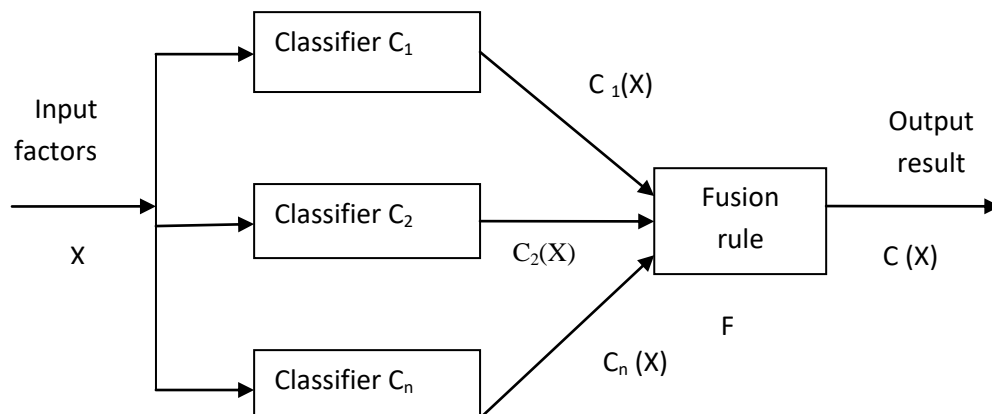 Classifier C₁
C ₁(X)
Input
factors
X
Classifier C₂
C₂(X)
Classifier Cₙ
Cₙ (X)
Fusion
rule
F
Output
result
C (X)